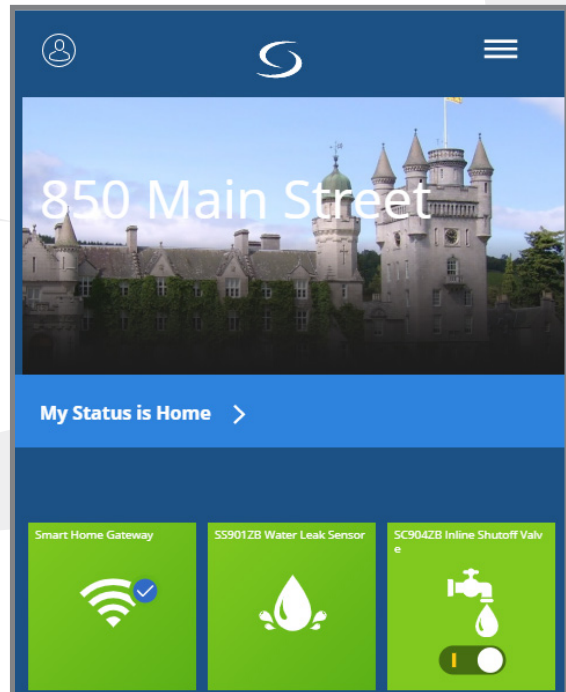 850 Main Street
My Status is Home
Smart Home Gateway
SS901ZB Water Leak Sensor
SC904ZB Inline Shutoff Valv
e